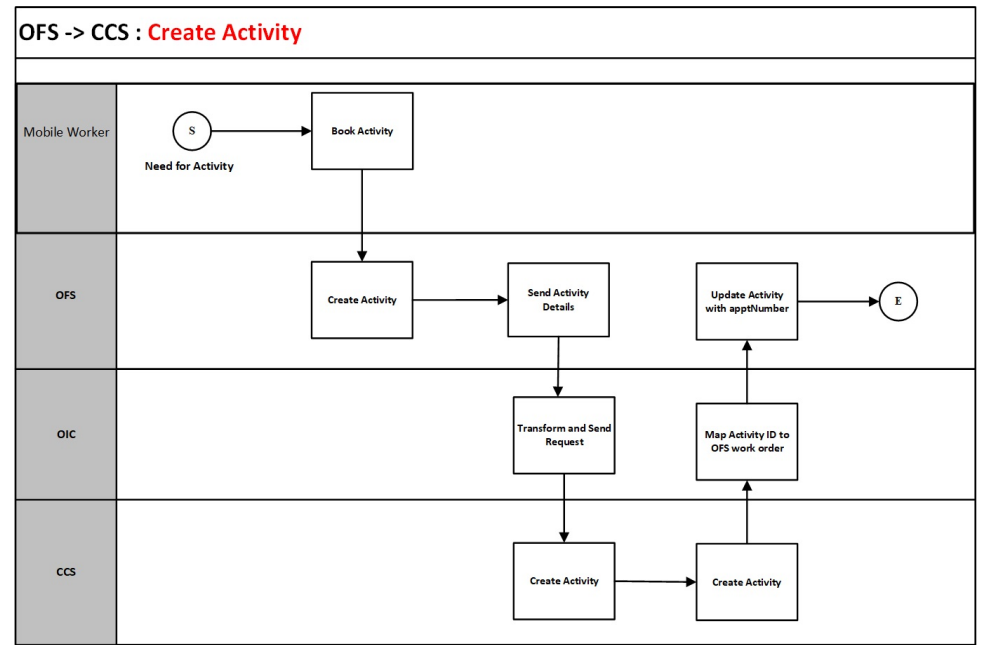 OFS -> CCS : Create Activity
Mobile Worker
S
Need for Activity
Book Activity
OFS
Create Activity
Send Activity
Details
Update Activity
with apptNumber
E
OIC
Transform and Send
Request
Map Activity ID to
OFS work order
CCS
Create Activity
Create Activity